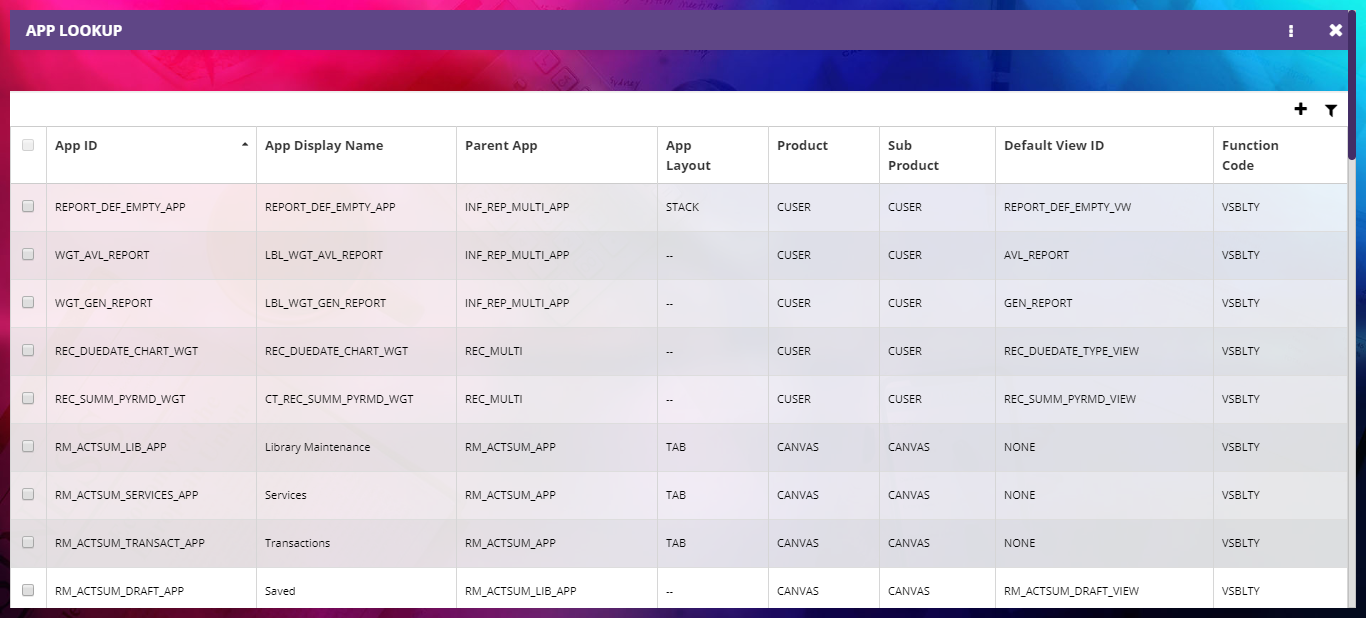 APP LOOKUP
App ID App Display Name Parent App App Layout Product Sub Product Default View ID Function Code
REPORT_DEF_EMPTY_APP REPORT_DEF_EMPTY_APP INF_REP_MULTI_APP STACK CUSER CUSER REPORT_DEF_EMPTY_VW VSBLTY
WGT_AVL_REPORT LBL_WGT_AVL_REPORT INF_REP_MULTI_APP -- CUSER CUSER AVL_REPORT VSBLTY
WGT_GEN_REPORT LBL_WGT_GEN_REPORT INF_REP_MULTI_APP -- CUSER CUSER GEN_REPORT VSBLTY
REC_DUEDATE_CHART_WGT REC_DUEDATE_CHART_WGT REC_MULTI -- CUSER CUSER REC_DUEDATE_TYPE_VIEW VSBLTY
REC_SUMM_PYRMD_WGT CT_REC_SUMM_PYRMD_WGT REC_MULTI -- CUSER CUSER REC_SUMM_PYRMD_VIEW VSBLTY
RM_ACTSUM_LIB_APP Library Maintenance RM_ACTSUM_APP TAB CANVAS CANVAS NONE VSBLTY
RM_ACTSUM_SERVICES_APP Services RM_ACTSUM_APP TAB CANVAS CANVAS NONE VSBLTY
RM_ACTSUM_TRANSACT_APP Transactions RM_ACTSUM_APP TAB CANVAS CANVAS NONE VSBLTY
RM_ACTSUM_DRAFT_APP Saved RM_ACTSUM_LIB_APP -- CANVAS CANVAS RM_ACTSUM_DRAFT_VIEW VSBLTY